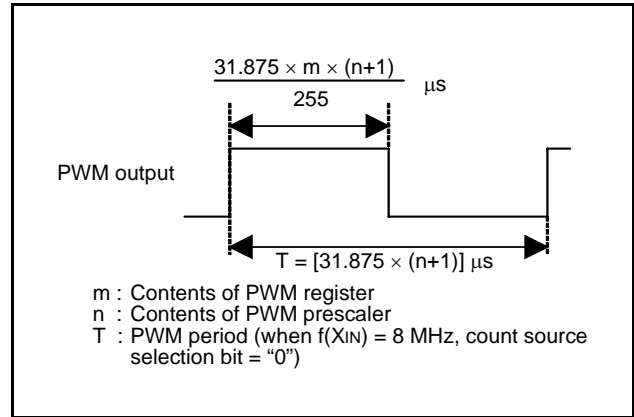 31.875 × m × (n+1)
255
μs
PWM output
T = [31.875 × (n+1)] μs
m : Contents of PWM register
n : Contents of PWM prescaler
T : PWM period (when f(XIN) = 8 MHz, count source
selection bit = “0”)